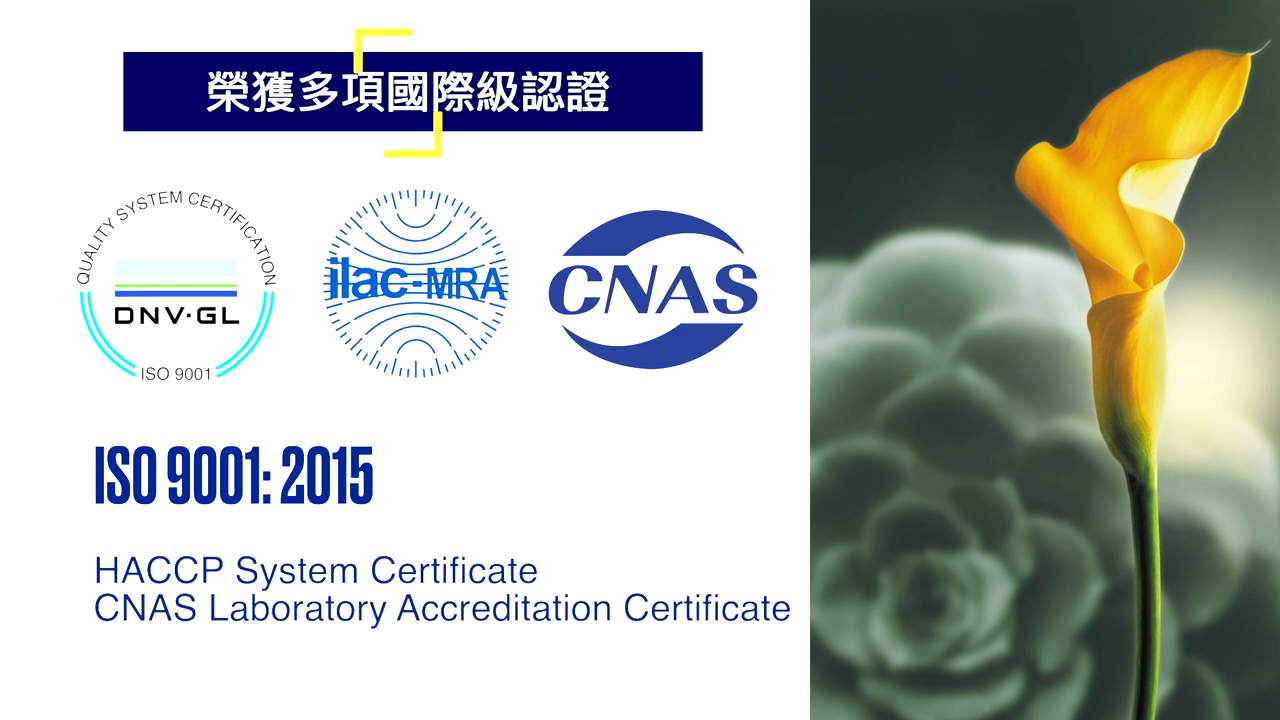 榮獲多項國際級認證
QUALITY SYSTEM CERTIFICATION
DNV·GL
ISO 9001
ilac-MRA
CNAS
ISO 9001: 2015
HACCP System Certificate
CNAS Laboratory Accreditation Certificate